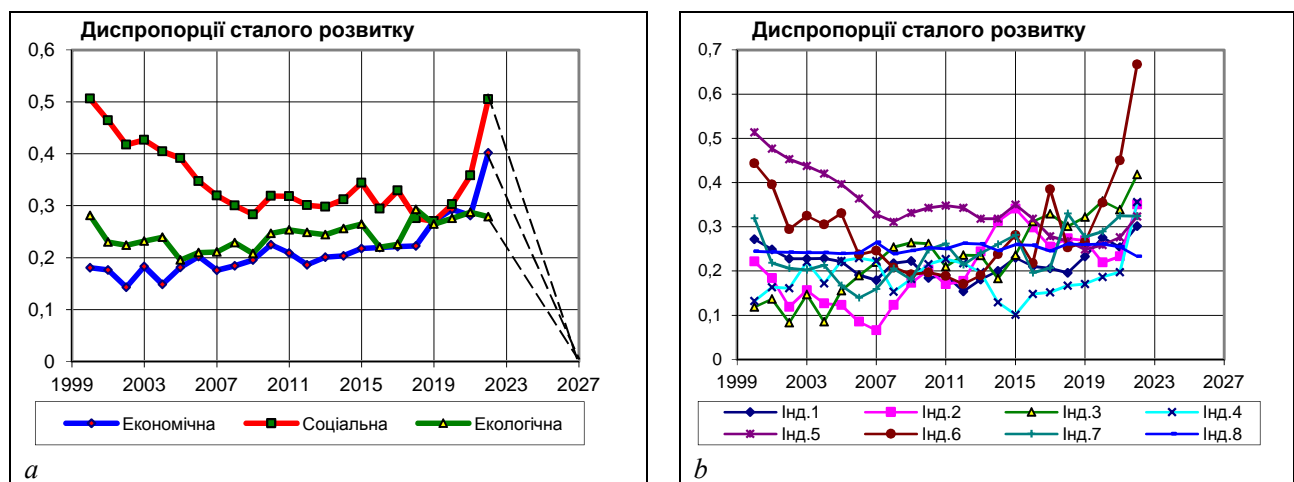 Диспропорції сталого розвитку
0,6
0,5
0,4
0,3
0,2
0,1
0
1999 2003 2007 2011 2015 2019 2023 2027
Економічна Соціальна Екологічна
a
Диспропорції сталого розвитку
0,7
0,6
0,5
0,4
0,3
0,2
0,1
0
1999 2003 2007 2011 2015 2019 2023 2027
Інд.1 Інд.2 Інд.3 Інд.4
Інд.5 Інд.6 Інд.7 Інд.8
b